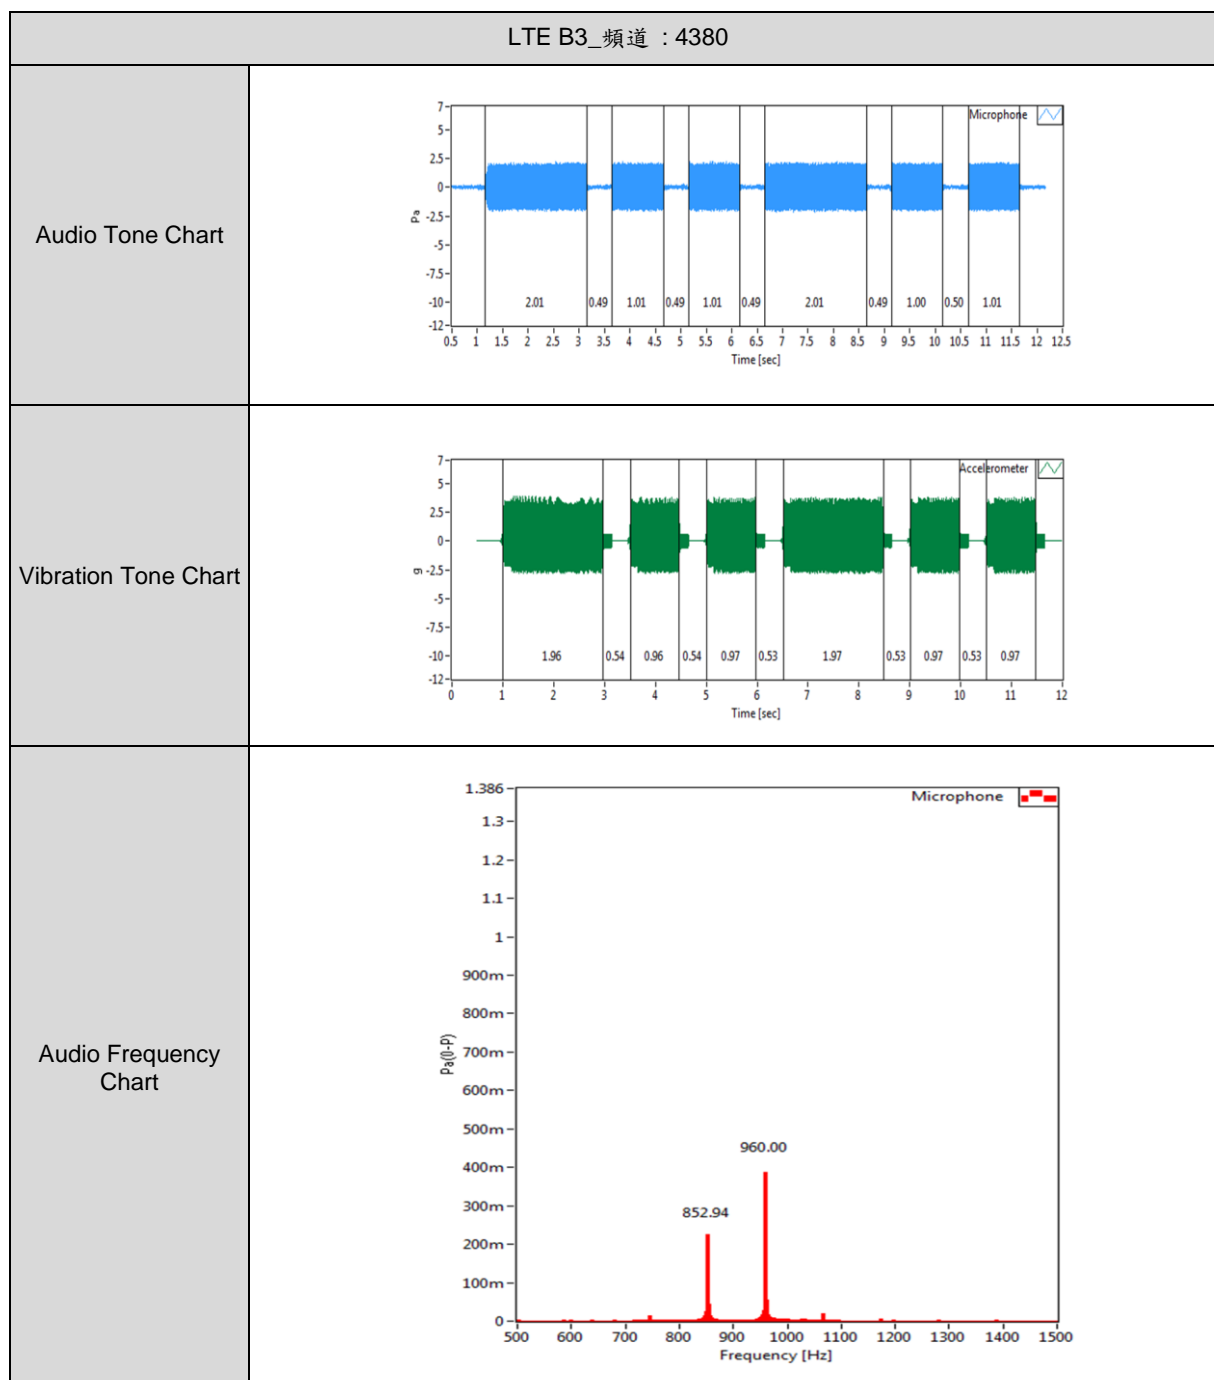 LTE B3_頻道 : 4380
Audio Tone Chart
Microphone
7
5
2.5
0
-2.5
-5
-7.5
-10
-12
Pa
2.01 0.49 1.01 0.49 1.01 0.49 2.01 0.49 1.00 0.50 1.01
0.5 1 1.5 2 2.5 3 3.5 4 4.5 5 5.5 6 6.5 7 7.5 8 8.5 9 9.5 10 10.5 11 11.5 12 12.5
Time [sec]
Vibration Tone Chart
Accelerometer
7
5
2.5
0
-2.5
-5
-7.5
-10
-12
g
1.96 0.54 0.96 0.54 0.97 0.53 1.97 0.53 0.97 0.53 0.97
0 1 2 3 4 5 6 7 8 9 10 11 12
Time [sec]
Audio Frequency
Chart
Microphone
1.386
1.3
1.2
1.1
1
900m
800m
700m
600m
500m
400m
300m
200m
100m
0
Pa(0-P)
960.00
852.94
500 600 700 800 900 1000 1100 1200 1300 1400 1500
Frequency [Hz]